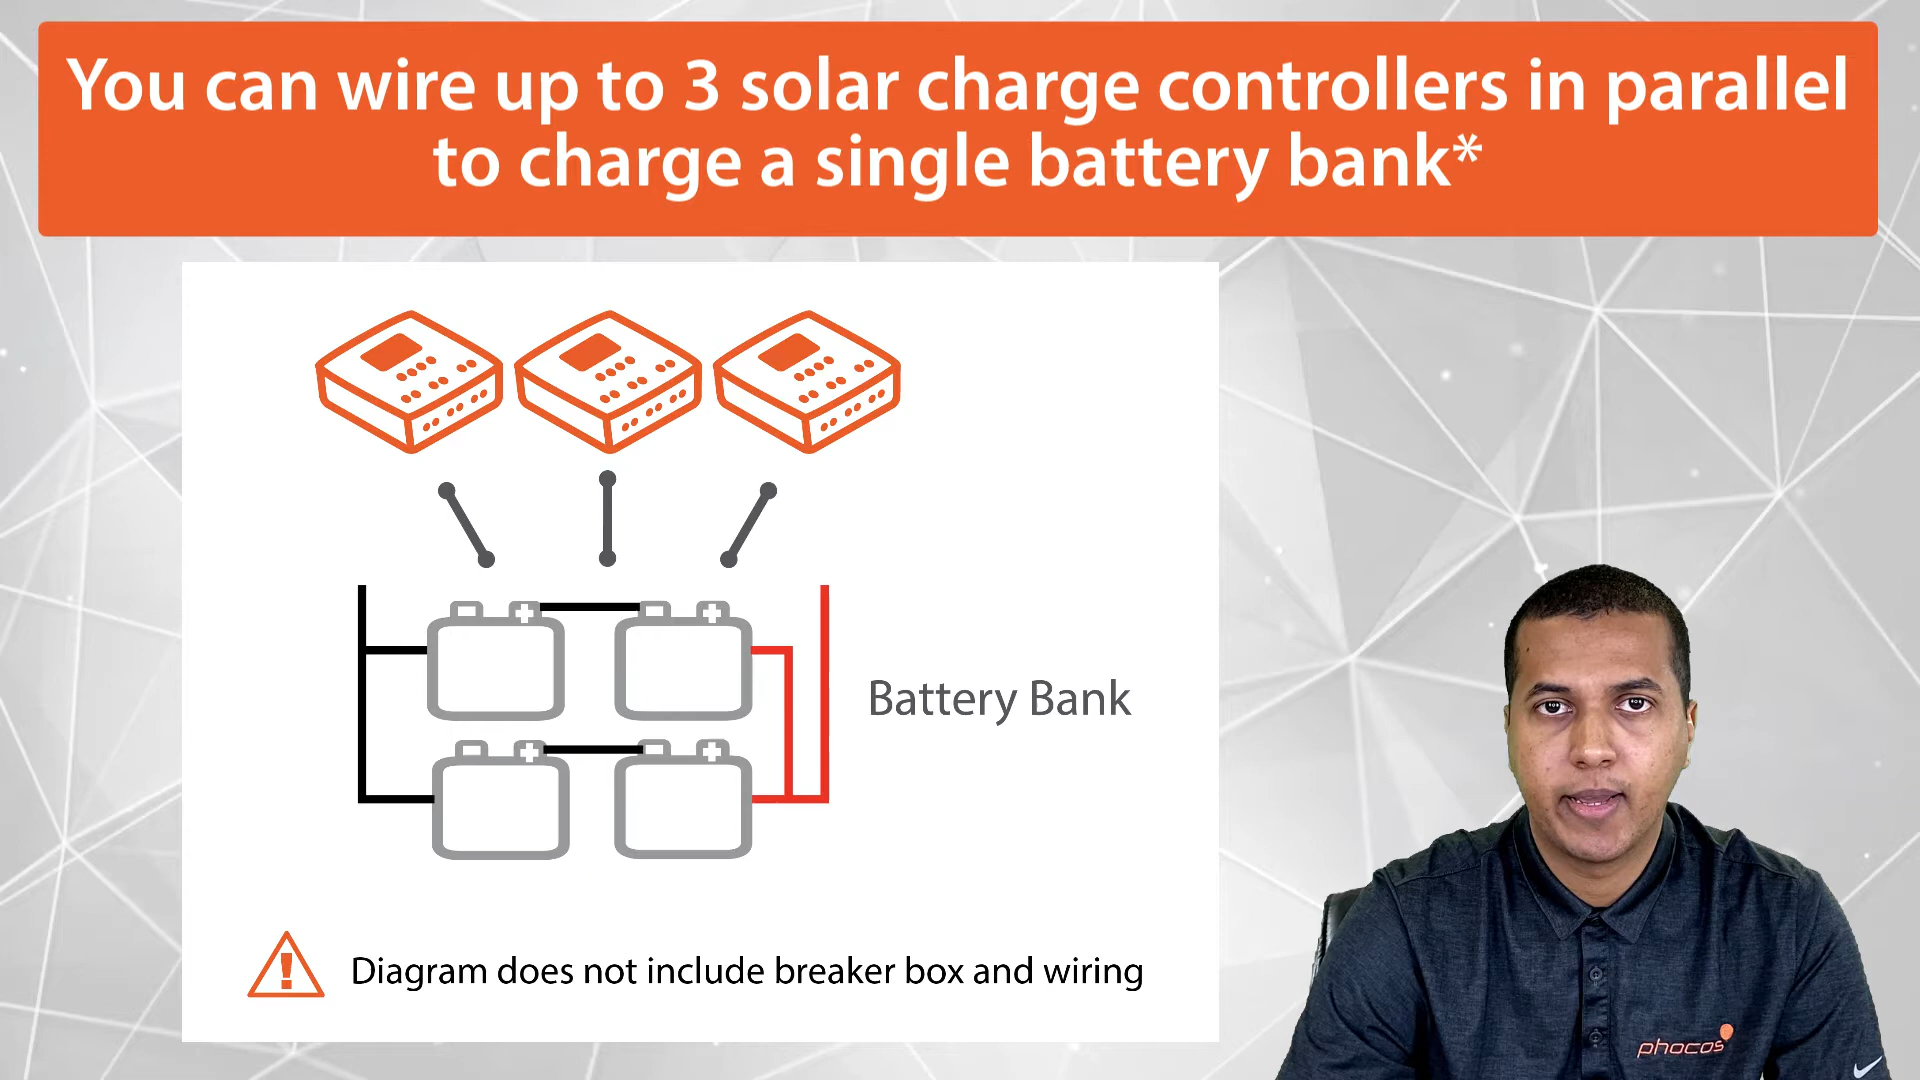 You can wire up to 3 solar charge controllers in parallel
to charge a single battery bank*
Battery Bank
Diagram does not include breaker box and wiring
phocos